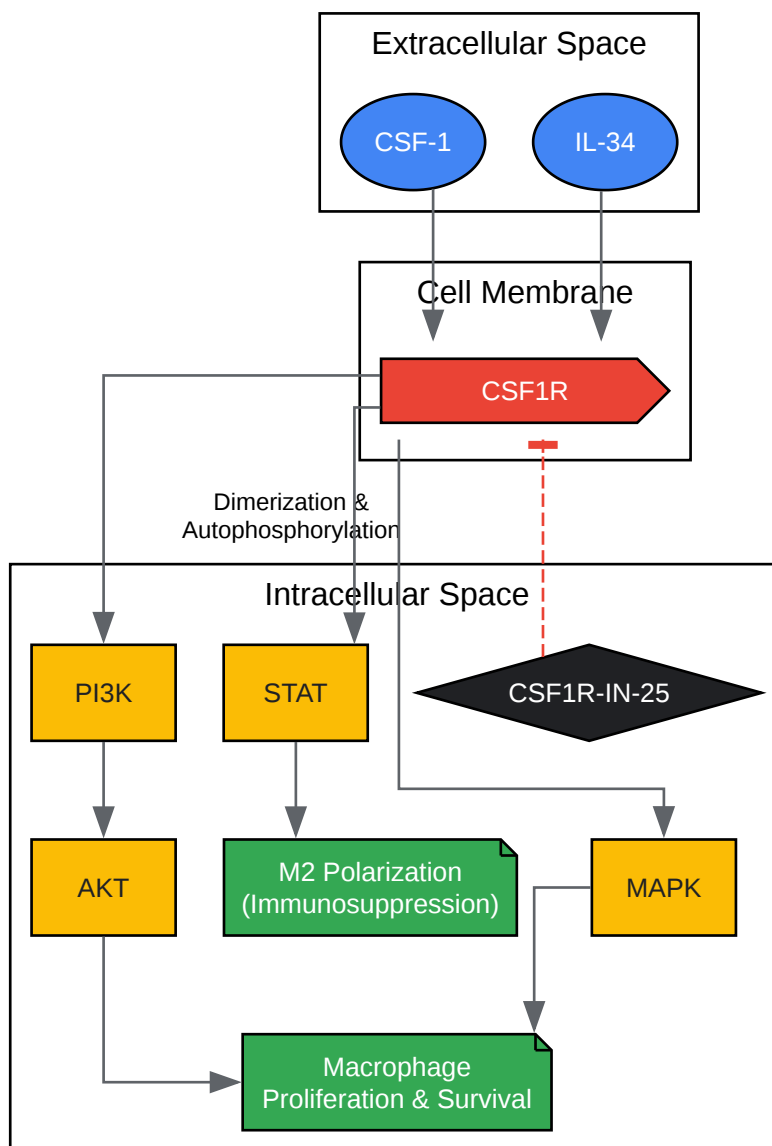 Extracellular Space
CSF-1
IL-34
Cell Membrane
CSF1R
Dimerization &
Autophosphorylation
Intracellular Space
PI3K
STAT
CSF1R-IN-25
AKT
M2 Polarization
(Immunosuppression)
MAPK
Macrophage
Proliferation & Survival